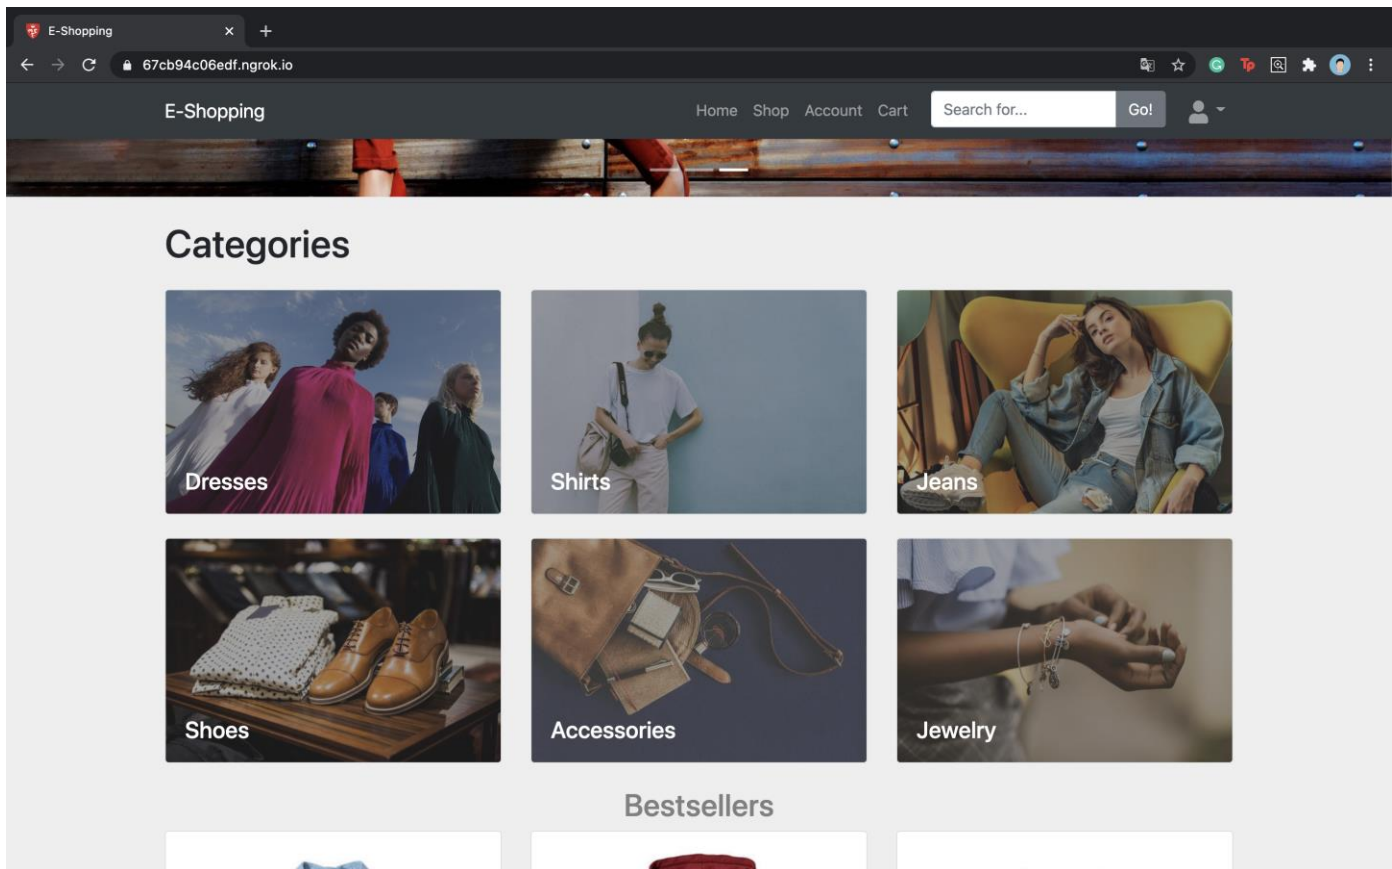 E-Shopping
67cb94c06edf.ngrok.io
E-Shopping Home Shop Account Cart Search for... Go!
Categories
Dresses Shirts Jeans
Shoes Accessories Jewelry
Bestsellers